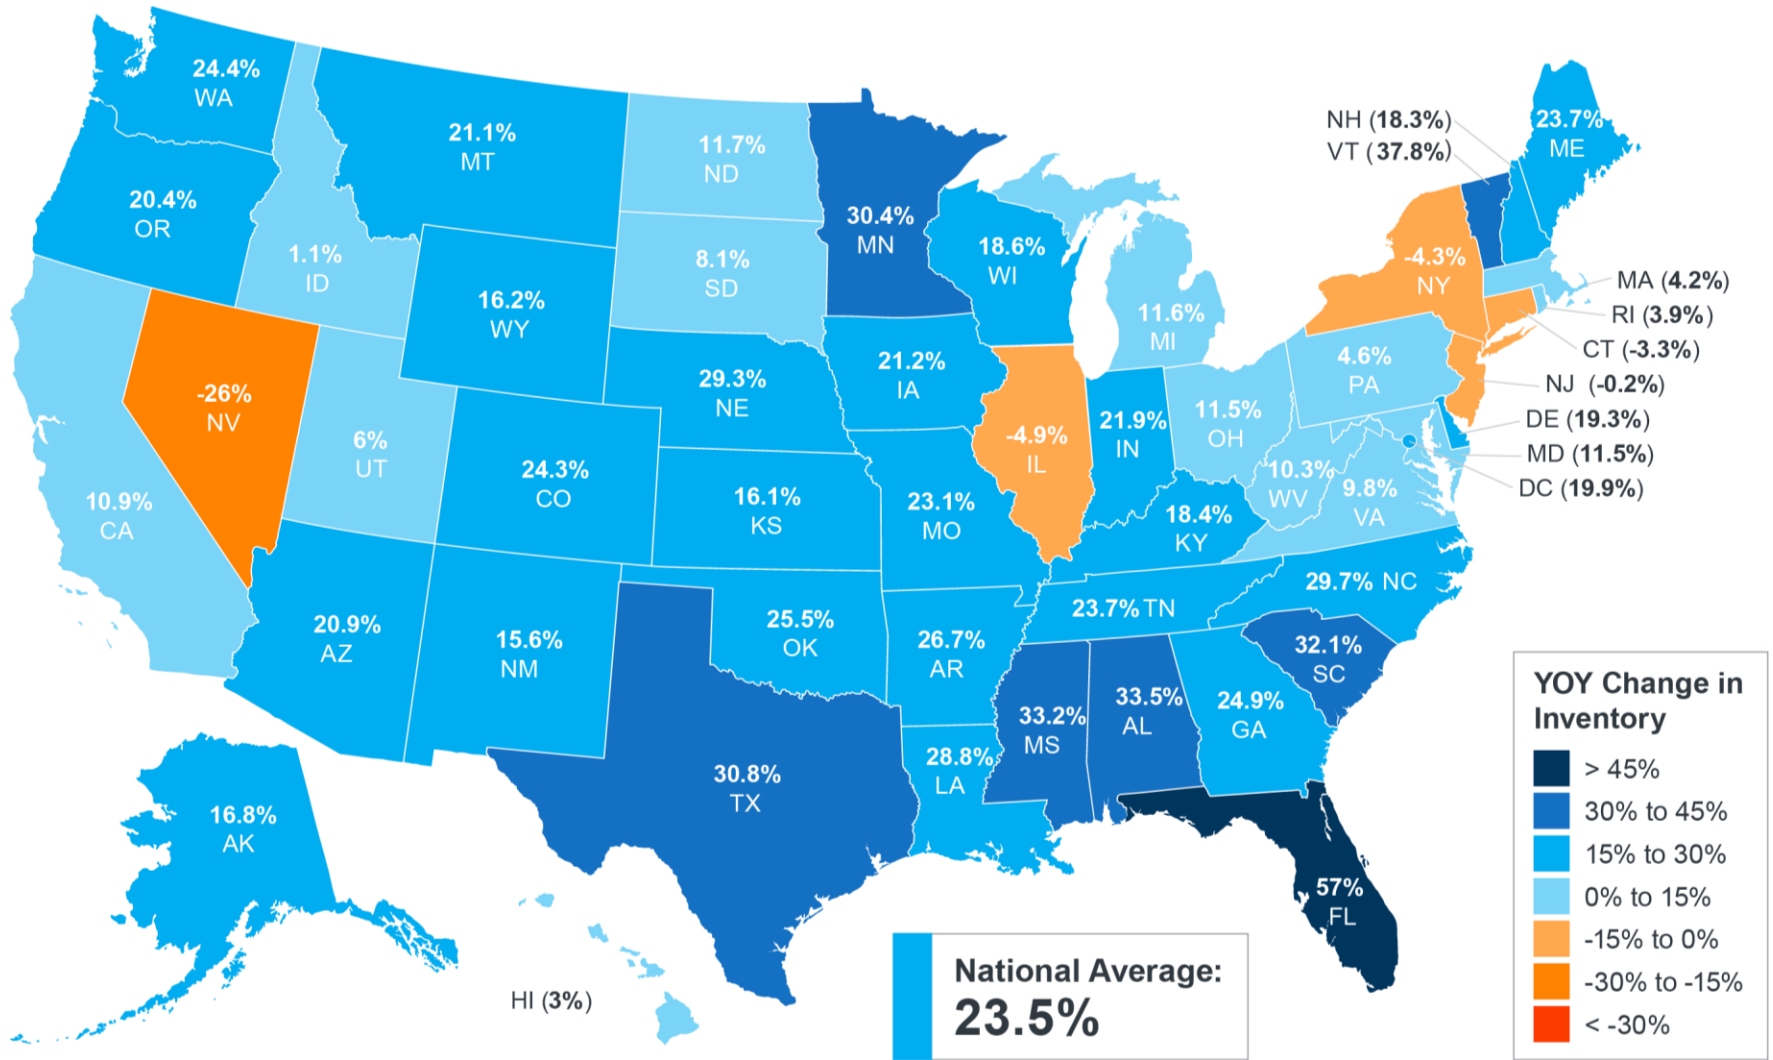 24.4%
WA
21.1%
MT
11.7%
ND
30.4%
MN
NH (18.3%)
VT (37.8%)
23.7%
ME
20.4%
OR
1.1%
ID
16.2%
WY
8.1%
SD
18.6%
WI
11.6%
MI
-4.3%
NY
MA (4.2%)
RI (3.9%)
CT (-3.3%)
NJ (-0.2%)
DE (19.3%)
MD (11.5%)
DC (19.9%)
-26%
NV
6%
UT
29.3%
NE
21.2%
IA
4.6%
PA
10.9%
CA
24.3%
CO
16.1%
KS
23.1%
MO
-4.9%
IL
21.9%
IN
11.5%
OH
10.3%
WV
9.8%
VA
18.4%
KY
29.7% NC
23.7% TN
20.9%
AZ
15.6%
NM
25.5%
OK
26.7%
AR
32.1%
SC
33.2%
MS
33.5%
AL
24.9%
GA
30.8%
TX
28.8%
LA
57%
FL
16.8%
AK
HI (3%)
National Average:
23.5%
YOY Change in
Inventory
> 45%
30% to 45%
15% to 30%
0% to 15%
-15% to 0%
-30% to -15%
< -30%